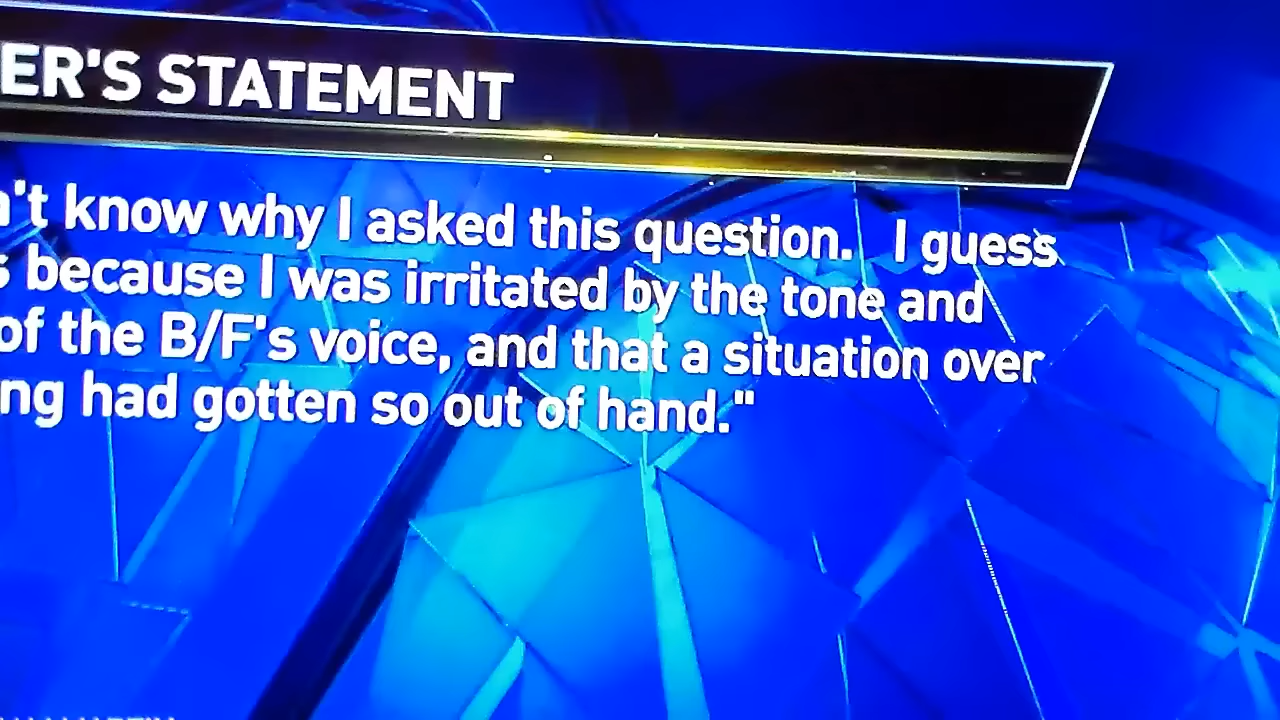 ER'S STATEMENT
't know why I asked this question. I guess
because I was irritated by the tone and
of the B/F's voice, and that a situation over
ng had gotten so out of hand."